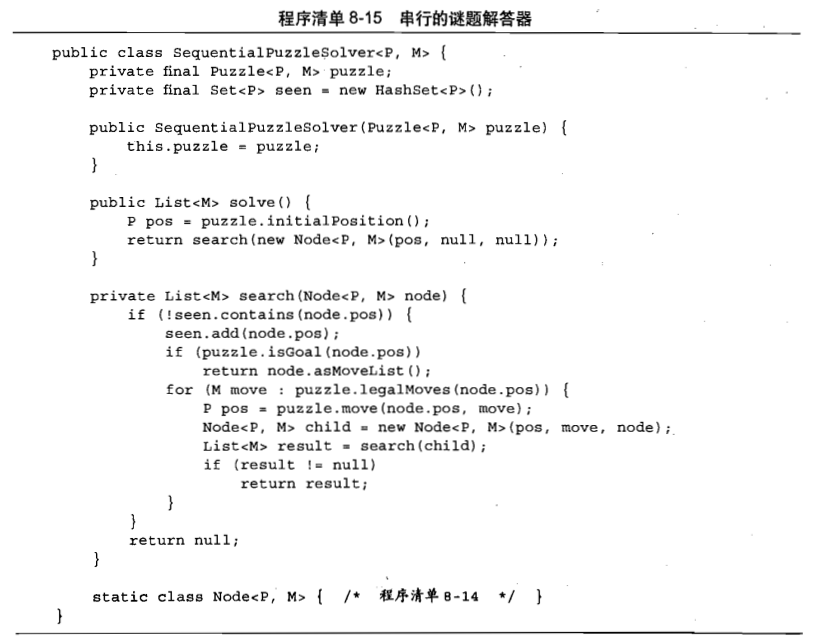 程序清单 8-15 串行的谜题解答器
public class SequentialPuzzleSolver<P, M> {
private final Puzzle<P, M> puzzle;
private final Set<P> seen = new HashSet<P>();
public SequentialPuzzleSolver(Puzzle<P, M> puzzle) {
this.puzzle = puzzle;
}
public List<M> solve() {
P pos = puzzle.initialPosition();
return search(new Node<P, M>(pos, null, null));
}
private List<M> search(Node<P, M> node) {
if (!seen.contains(node.pos)) {
seen.add(node.pos);
if (puzzle.isGoal(node.pos))
return node.asMoveList();
for (M move : puzzle.legalMoves(node.pos)) {
P pos = puzzle.move(node.pos, move);
Node<P, M> child = new Node<P, M>(pos, move, node);
List<M> result = search(child);
if (result != null)
return result;
}
}
return null;
}
static class Node<P, M> { /* 程序清单 8-14 */ }
}